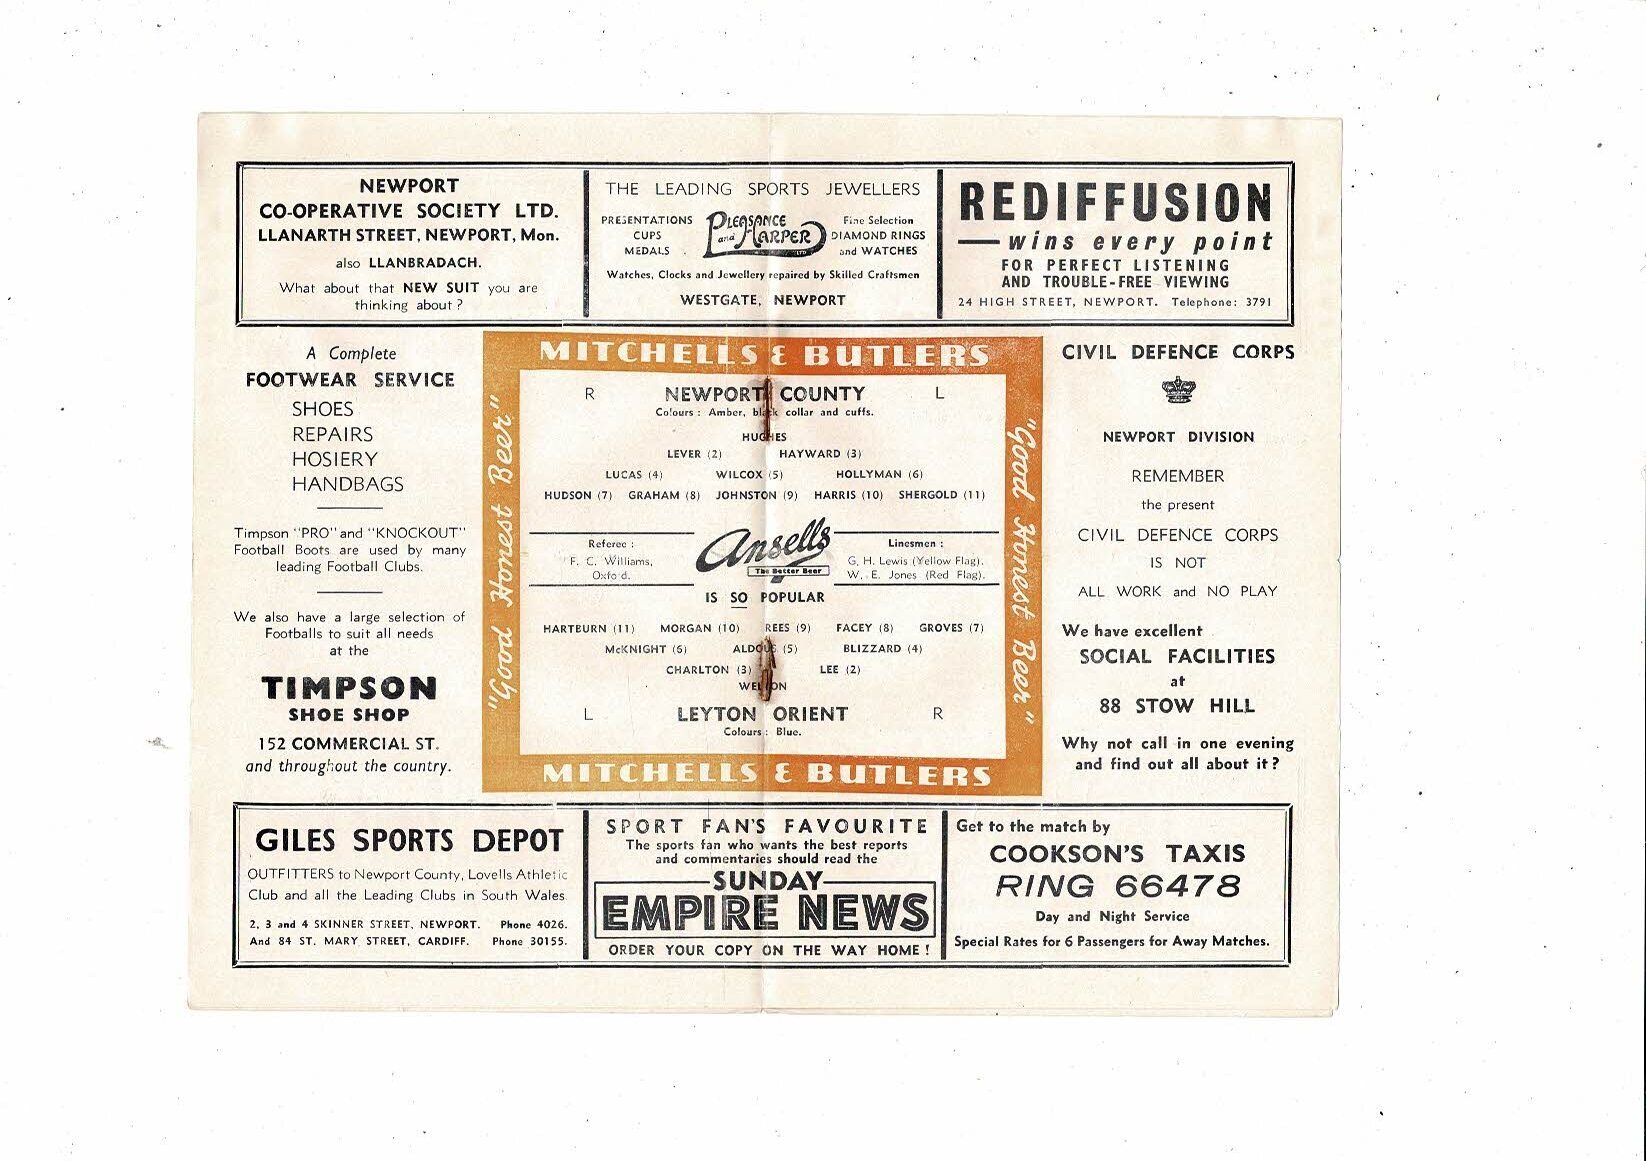 NEWPORT
CO-OPERATIVE SOCIETY LTD.
LLANARTH STREET, NEWPORT, Mon.
also LLANBRADACH.
What about that NEW SUIT you are
thinking about ?
THE LEADING SPORTS JEWELLERS
PRESENTATIONS
CUPS
MEDALS
PLEASANCE
and HARPER LTD
Fine Selection
DIAMOND RINGS
and WATCHES
Watches, Clocks and Jewellery repaired by Skilled Craftsmen
WESTGATE, NEWPORT
REDIFFUSION
— wins every point
FOR PERFECT LISTENING
AND TROUBLE-FREE VIEWING
24 HIGH STREET, NEWPORT. Telephone: 3791
A Complete
FOOTWEAR SERVICE
SHOES
REPAIRS
HOSIERY
HANDBAGS
Timpson "PRO" and "KNOCKOUT"
Football Boots are used by many
leading Football Clubs.
We also have a large selection of
Footballs to suit all needs
at the
TIMPSON
SHOE SHOP
152 COMMERCIAL ST.
and throughout the country.
MITCHELLS & BUTLERS
"Good Honest Beer"
R NEWPORT COUNTY L
Colours : Amber, black collar and cuffs.
HUGHES
LEVER (2) HAYWARD (3)
LUCAS (4) WILCOX (5) HOLLYMAN (6)
HUDSON (7) GRAHAM (8) JOHNSTON (9) HARRIS (10) SHERGOLD (11)
Referee :
F. C. Williams,
Oxford.
Ansells
The Better Beer
Linesmen :
G. H. Lewis (Yellow Flag).
W. E. Jones (Red Flag).
IS SO POPULAR
HARTBURN (11) MORGAN (10) REES (9) FACEY (8) GROVES (7)
McKNIGHT (6) ALDOUS (5) BLIZZARD (4)
CHARLTON (3) LEE (2)
WELTON
L LEYTON ORIENT R
Colours : Blue.
"Good Honest Beer"
MITCHELLS & BUTLERS
CIVIL DEFENCE CORPS
NEWPORT DIVISION
REMEMBER
the present
CIVIL DEFENCE CORPS
IS NOT
ALL WORK and NO PLAY
We have excellent
SOCIAL FACILITIES
at
88 STOW HILL
Why not call in one evening
and find out all about it ?
GILES SPORTS DEPOT
OUTFITTERS to Newport County, Lovells Athletic
Club and all the Leading Clubs in South Wales
2, 3 and 4 SKINNER STREET, NEWPORT. Phone 4026.
And 84 ST. MARY STREET, CARDIFF. Phone 30155.
SPORT FAN'S FAVOURITE
The sports fan who wants the best reports
and commentaries should read the
SUNDAY
EMPIRE NEWS
ORDER YOUR COPY ON THE WAY HOME !
Get to the match by
COOKSON'S TAXIS
RING 66478
Day and Night Service
Special Rates for 6 Passengers for Away Matches.